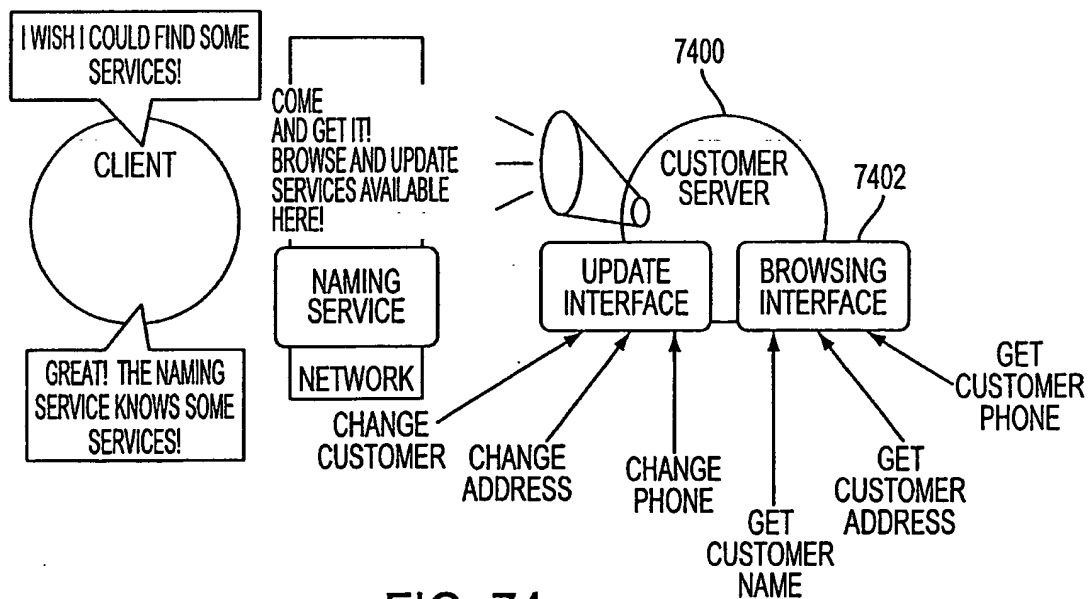 I WISH I COULD FIND SOME
SERVICES!
CLIENT
GREAT! THE NAMING
SERVICE KNOWS SOME
SERVICES!
COME
AND GET IT!
BROWSE AND UPDATE
SERVICES AVAILABLE
HERE!
NAMING
SERVICE
NETWORK
7400
CUSTOMER
SERVER
7402
UPDATE
INTERFACE
BROWSING
INTERFACE
CHANGE
CUSTOMER
CHANGE
ADDRESS
CHANGE
PHONE
GET
CUSTOMER
NAME
GET
CUSTOMER
ADDRESS
GET
CUSTOMER
PHONE
FIG. 74